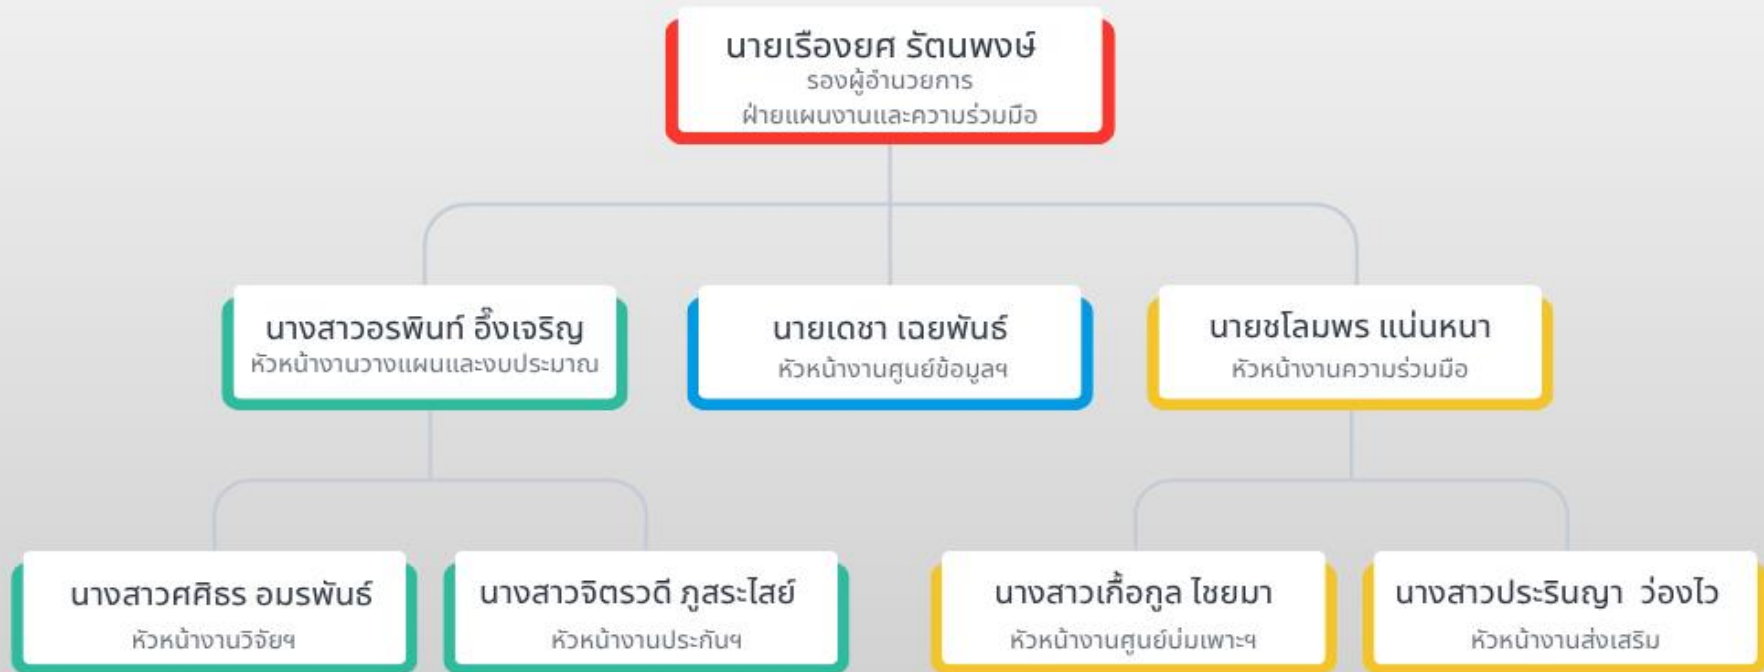 นายเรืองยศ รัตนพงษ์
รองผู้อำนวยการ
ฝ่ายแผนงานและความร่วมมือ
นางสาวอรพินท์ อึ๊งเจริญ
หัวหน้างานวางแผนและงบประมาณ
นายเดชา เฉยพันธ์
หัวหน้างานศูนย์ข้อมูลฯ
นายชโลมพร แน่นหนา
หัวหน้างานความร่วมมือ
นางสาวศศิธร อมรพันธ์
หัวหน้างานวิจัยฯ
นางสาวจิตรวดี ภูสระไสย์
หัวหน้างานประกันฯ
นางสาวเกื้อกูล ไชยมา
หัวหน้างานศูนย์บ่มเพาะฯ
นางสาวประรินญา ว่องไว
หัวหน้างานส่งเสริม